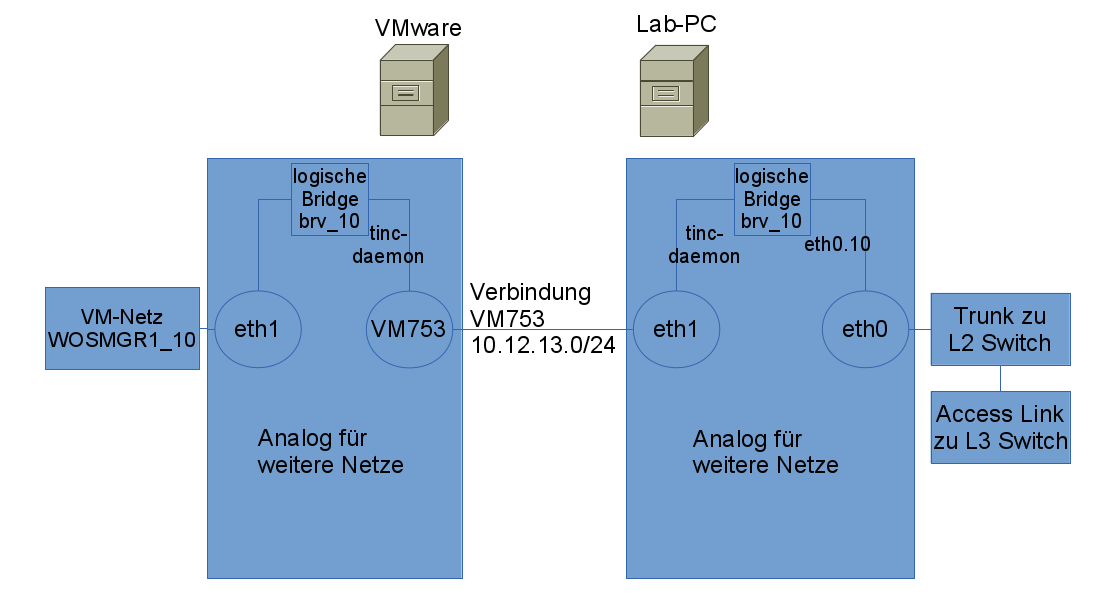 VMware
Lab-PC
logische
Bridge
brv_10
tinc-
daemon
logische
Bridge
brv_10
tinc-
daemon
eth0.10
VM-Netz
WOSMGR1_10
eth1
VM753
Verbindung
VM753
10.12.13.0/24
eth1
eth0
Trunk zu
L2 Switch
Access Link
zu L3 Switch
Analog für
weitere Netze
Analog für
weitere Netze